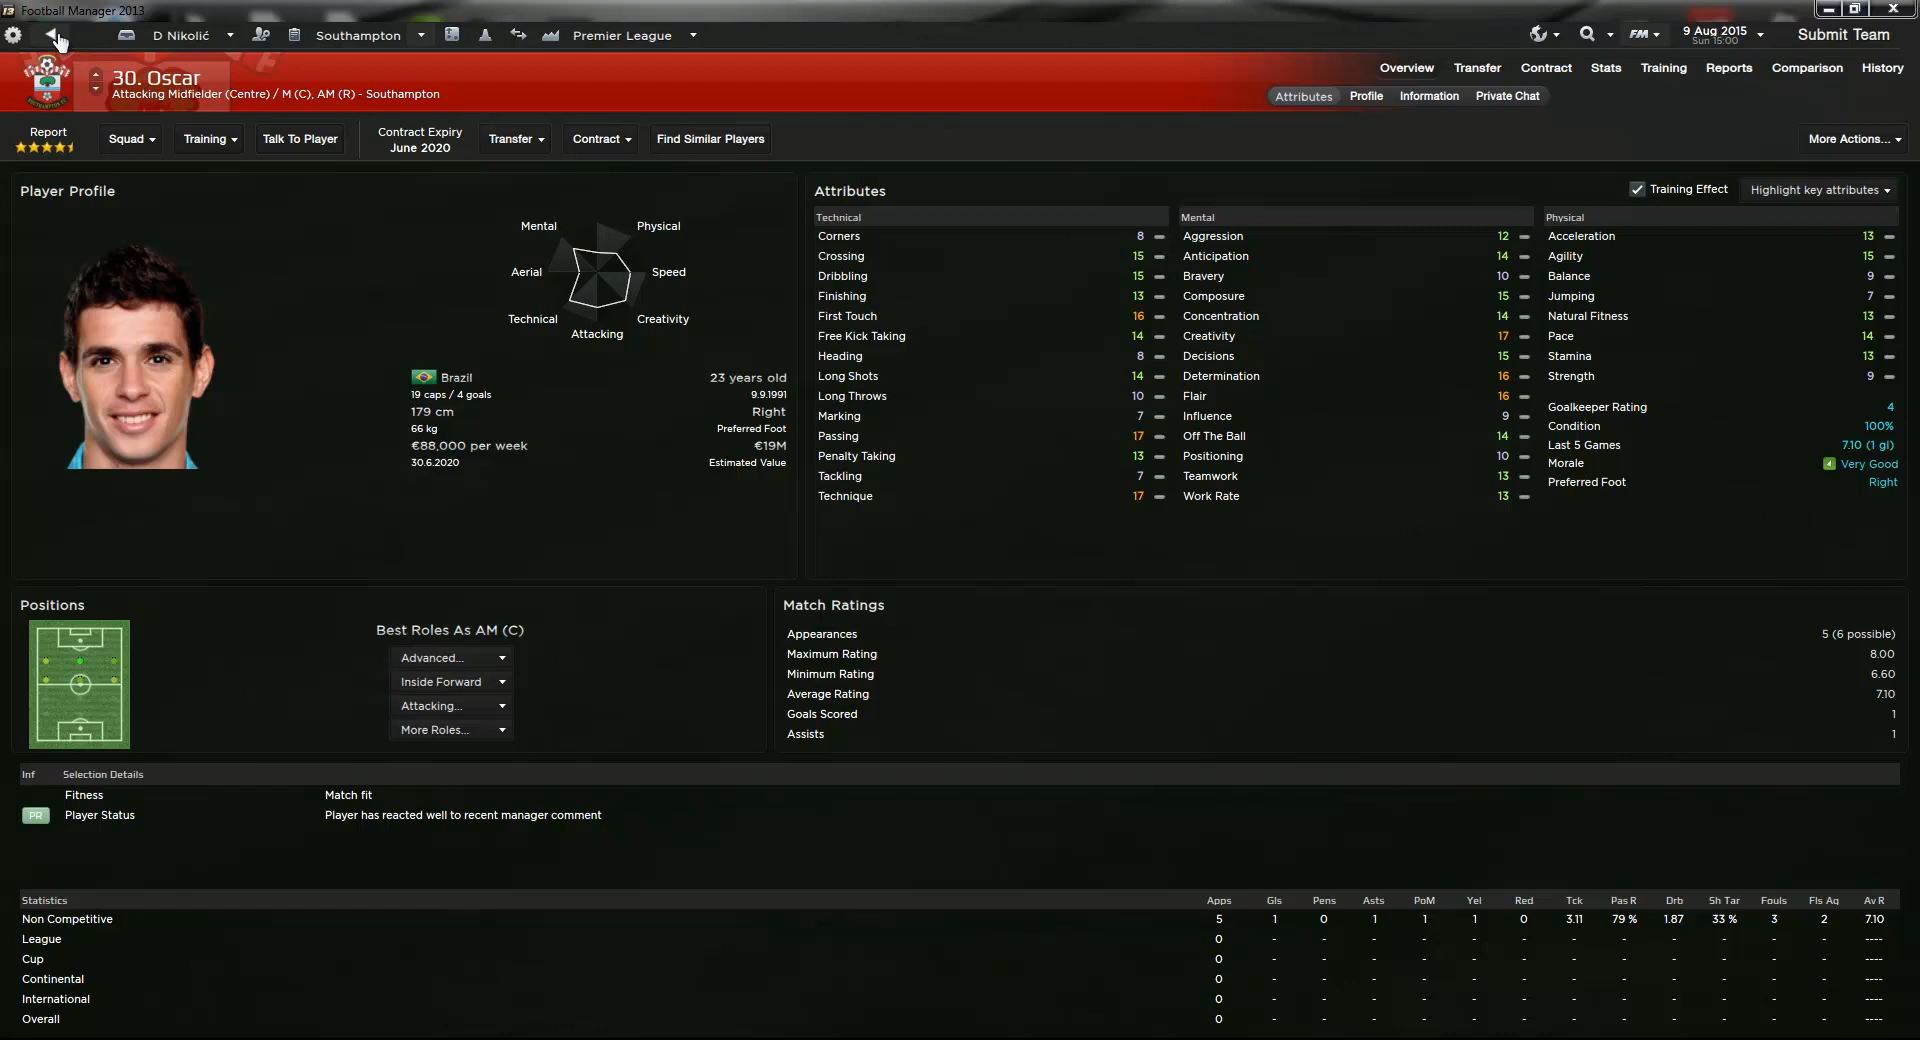 Football Manager 2013
D Nikolić
Southampton
Premier League
FM
9 Aug 2015
Sun 15:00
Submit Team
30. Oscar
Attacking Midfielder (Centre) / M (C), AM (R) - Southampton
Overview Transfer Contract Stats Training Reports Comparison History
Attributes Profile Information Private Chat
Report
Squad
Training
Talk To Player
Contract Expiry
June 2020
Transfer
Contract
Find Similar Players
More Actions...
Player Profile
Mental
Physical
Aerial
Speed
Technical
Creativity
Attacking
Brazil 23 years old
19 caps / 4 goals 9.9.1991
179 cm Right
66 kg Preferred Foot
€88,000 per week €19M
30.6.2020 Estimated Value
Attributes
Training Effect
Highlight key attributes
Technical
Corners 8
Crossing 15
Dribbling 15
Finishing 13
First Touch 16
Free Kick Taking 14
Heading 8
Long Shots 14
Long Throws 10
Marking 7
Passing 17
Penalty Taking 13
Tackling 7
Technique 17
Mental
Aggression 12
Anticipation 14
Bravery 10
Composure 15
Concentration 14
Creativity 17
Decisions 15
Determination 16
Flair 16
Influence 9
Off The Ball 14
Positioning 10
Teamwork 13
Work Rate 13
Physical
Acceleration 13
Agility 15
Balance 9
Jumping 7
Natural Fitness 13
Pace 14
Stamina 13
Strength 9
Goalkeeper Rating 4
Condition 100%
Last 5 Games 7.10 (1 gl)
Morale Very Good
Preferred Foot Right
Positions
Best Roles As AM (C)
Advanced...
Inside Forward
Attacking...
More Roles...
Match Ratings
Appearances 5 (6 possible)
Maximum Rating 8.00
Minimum Rating 6.60
Average Rating 7.10
Goals Scored 1
Assists 1
Inf Selection Details
Fitness Match fit
PR Player Status Player has reacted well to recent manager comment
Statistics Apps Gls Pens Asts PoM Yel Red Tck Pas R Drb Sh Tar Fouls Fls Ag Av R
Non Competitive 5 1 0 1 1 1 0 3.11 79 % 1.87 33 % 3 2 7.10
League 0 - - - - - - - - - - - - ----
Cup 0 - - - - - - - - - - - - ----
Continental 0 - - - - - - - - - - - - ----
International 0 - - - - - - - - - - - - ----
Overall 0 - - - - - - - - - - - - ----